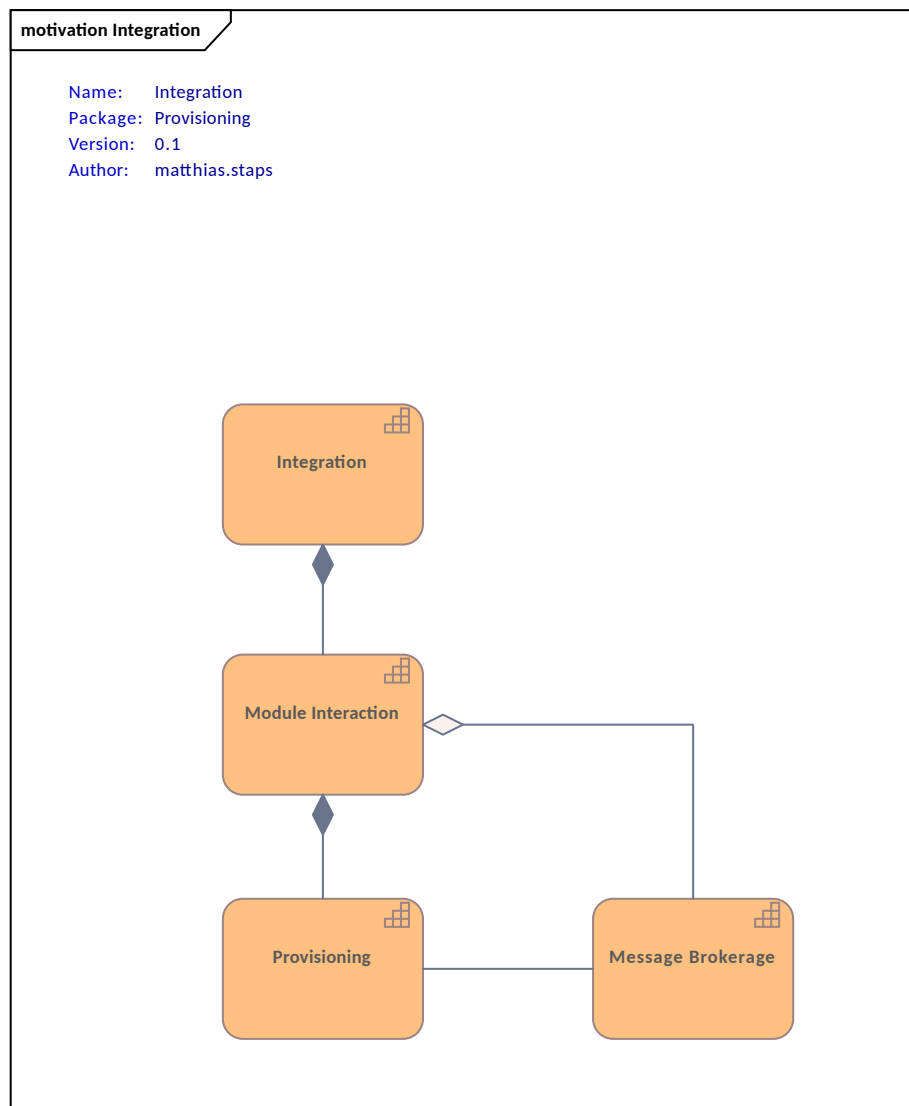 motivation Integration
Name: Integration
Package: Provisioning
Version: 0.1
Author: matthias.staps
Integration
Module Interaction
Provisioning
Message Brokerage